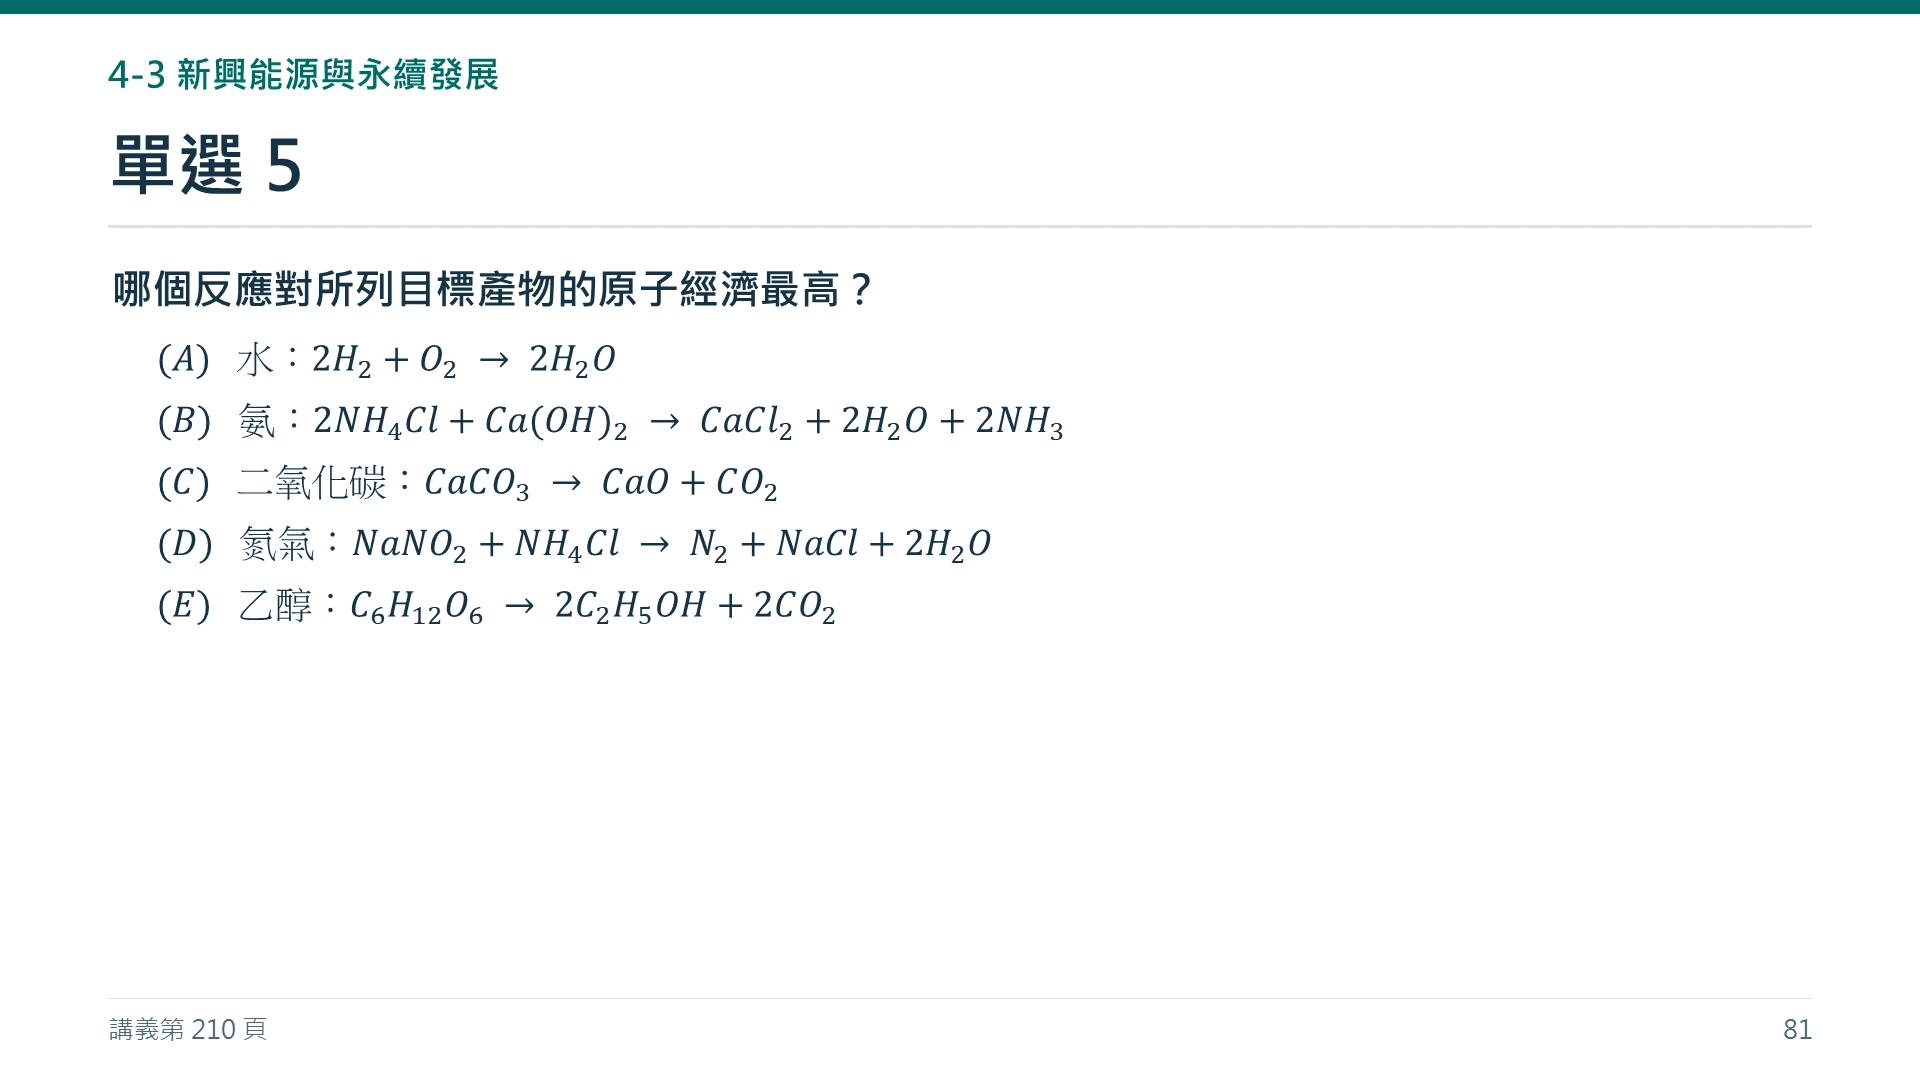 4-3 新興能源與永續發展
單選 5
哪個反應對所列目標產物的原子經濟最高？
(A) 水：2H₂ + O₂ → 2H₂O
(B) 氨：2NH₄Cl + Ca(OH)₂ → CaCl₂ + 2H₂O + 2NH₃
(C) 二氧化碳：CaCO₃ → CaO + CO₂
(D) 氮氣：NaNO₂ + NH₄Cl → N₂ + NaCl + 2H₂O
(E) 乙醇：C₆H₁₂O₆ → 2C₂H₅OH + 2CO₂
講義第 210 頁
81